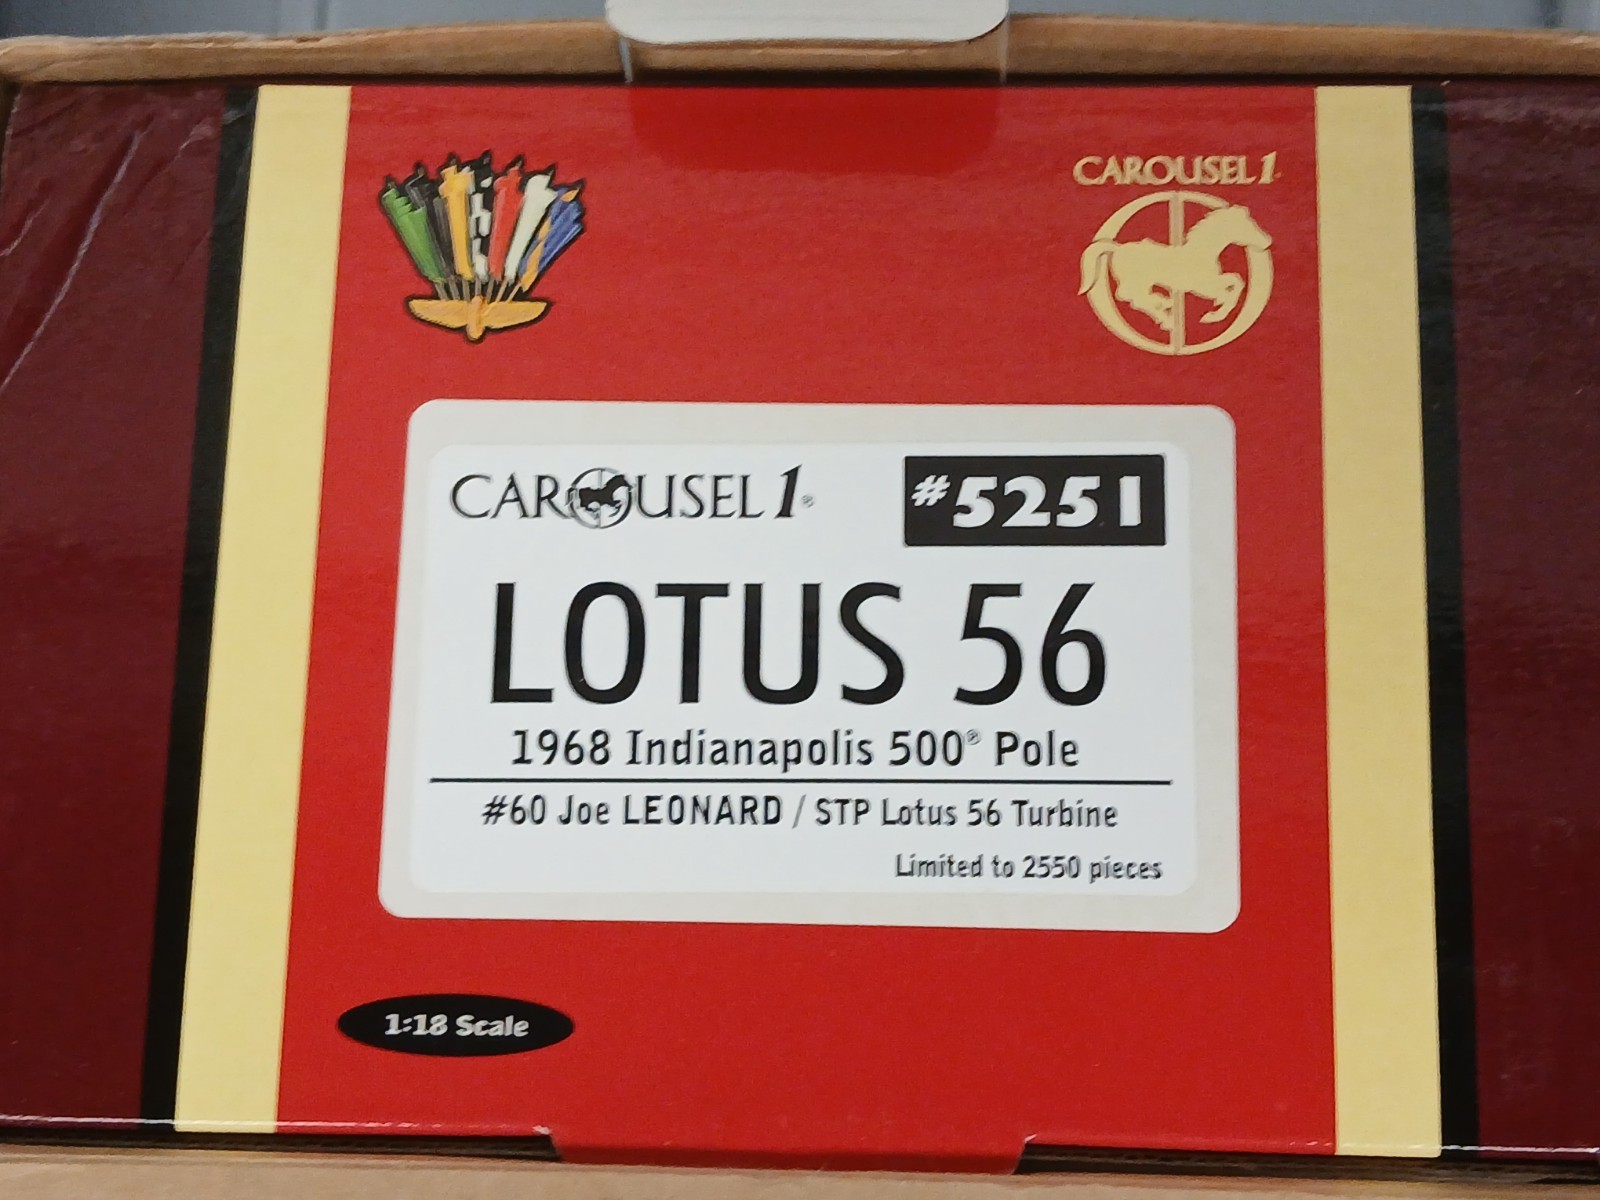 CAROUSEL 1
CAROUSEL 1®
#5251
LOTUS 56
1968 Indianapolis 500® Pole
#60 Joe LEONARD / STP Lotus 56 Turbine
Limited to 2550 pieces
1:18 Scale